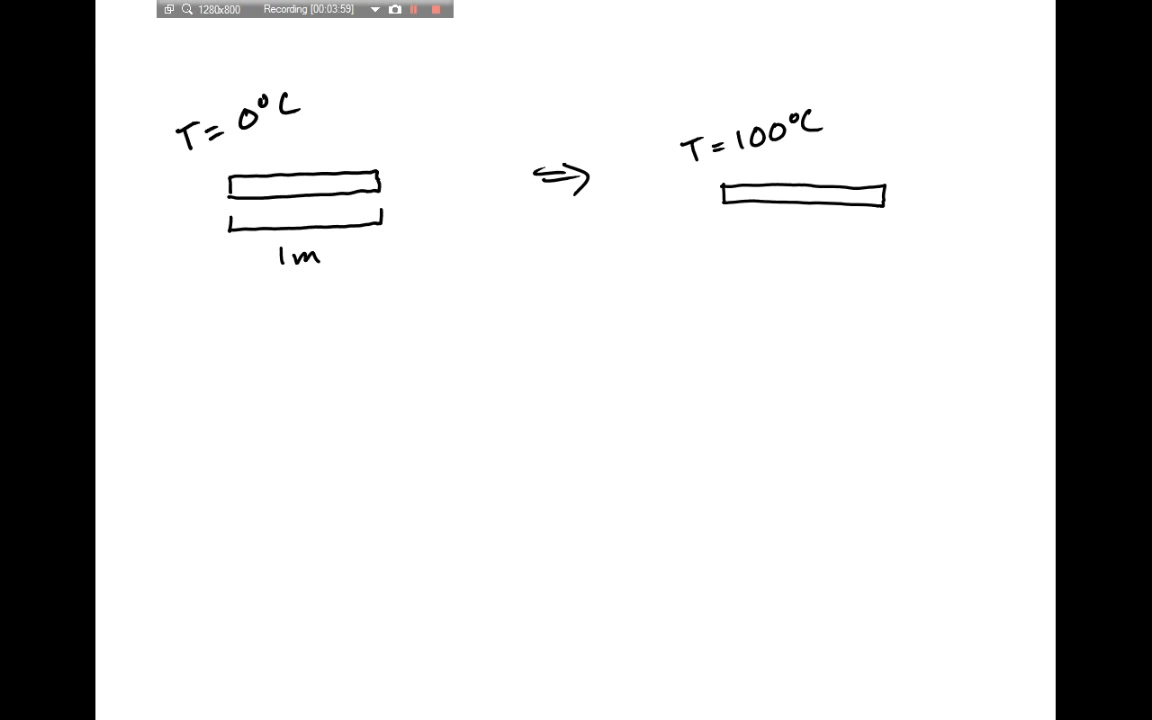 1280x800 Recording [00:03:59]
T = 0°C
T = 100°C
1m